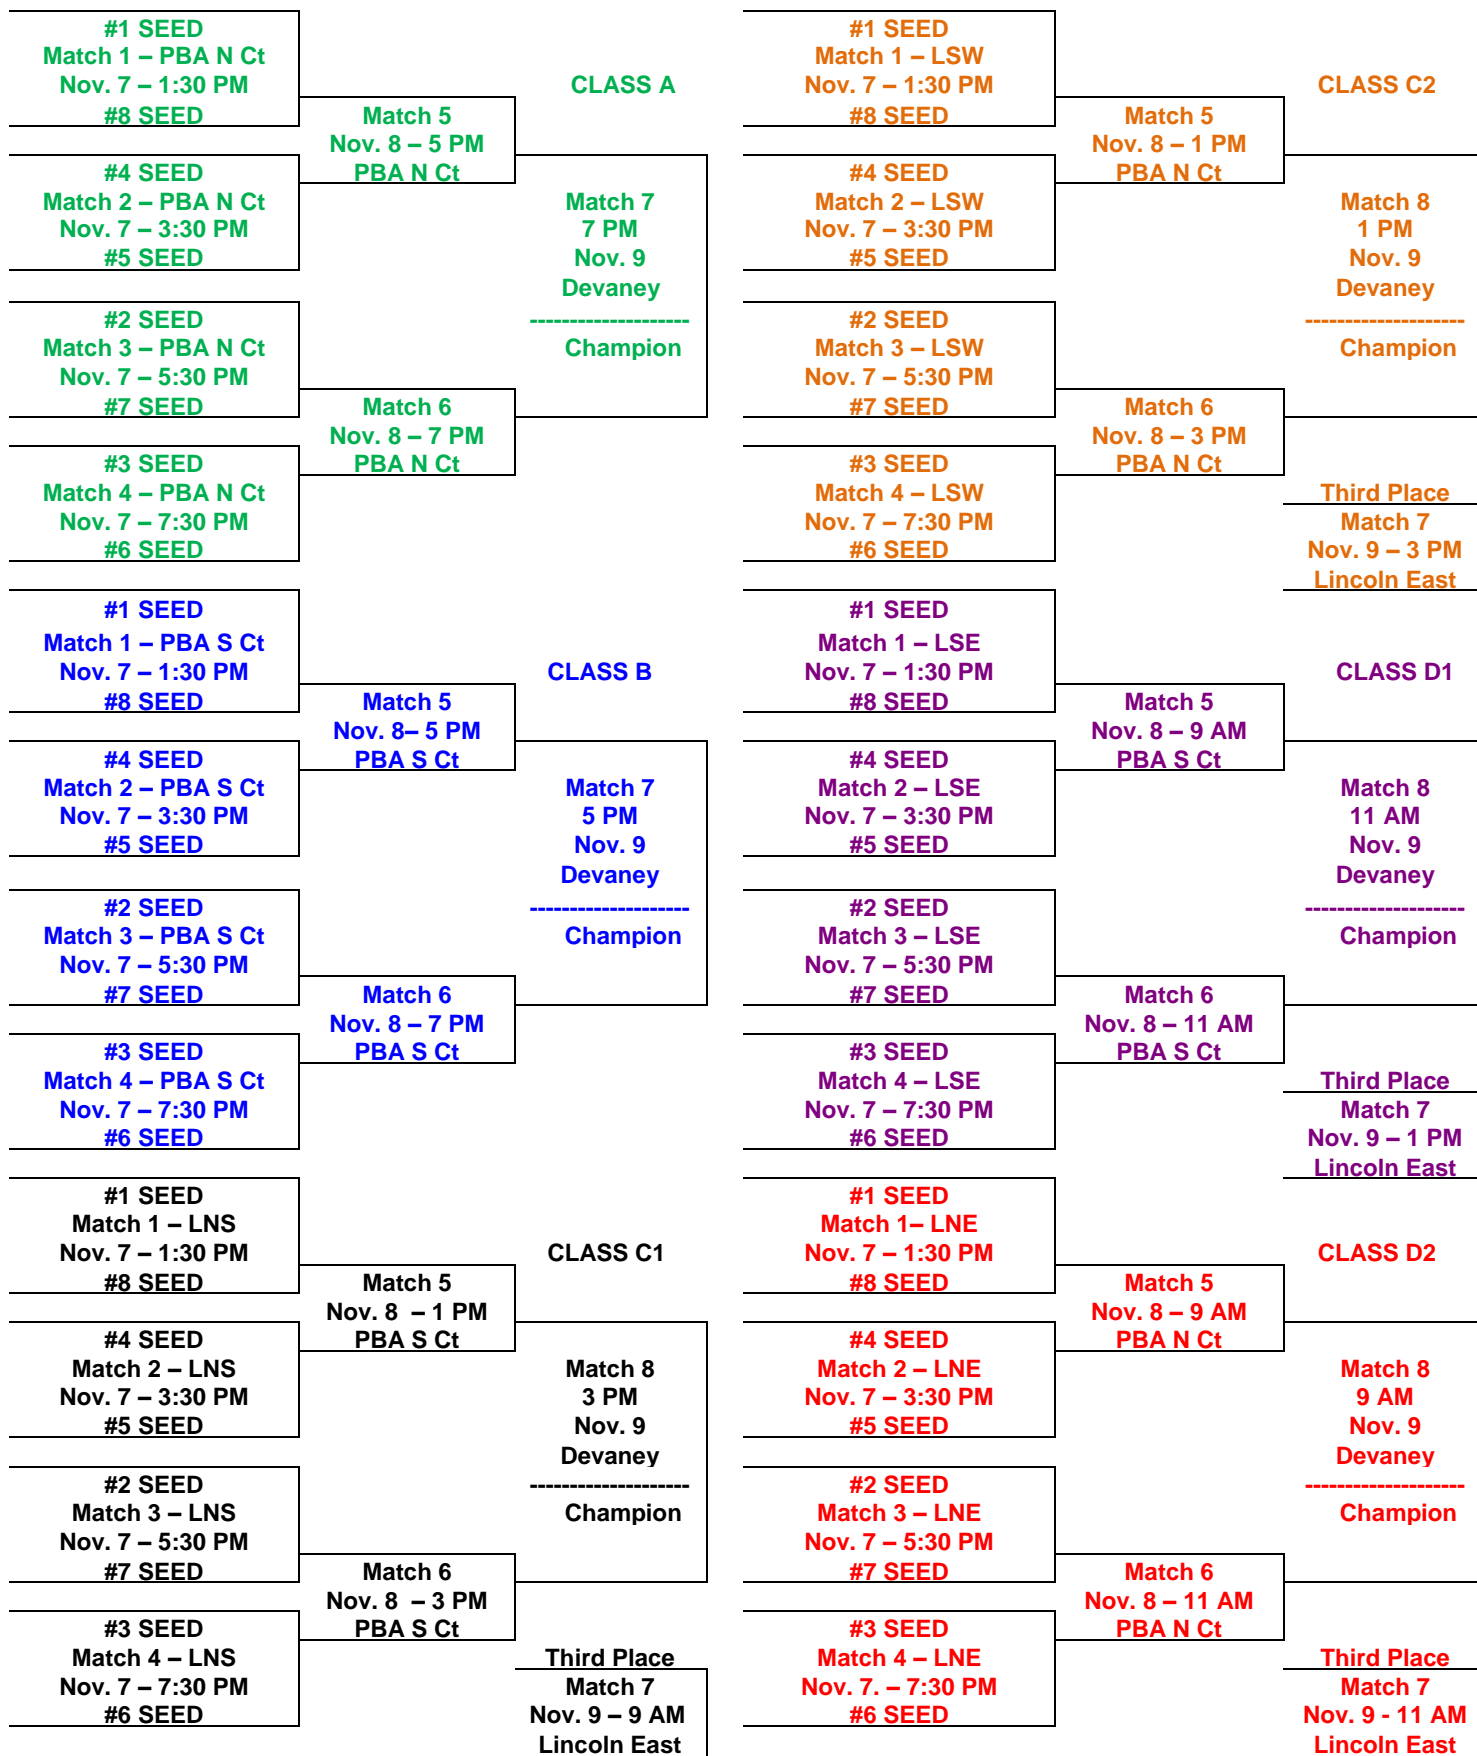 #1 SEED
Match 1 – PBA N Ct
Nov. 7 – 1:30 PM
#8 SEED
#4 SEED
Match 2 – PBA N Ct
Nov. 7 – 3:30 PM
#5 SEED
#2 SEED
Match 3 – PBA N Ct
Nov. 7 – 5:30 PM
#7 SEED
#3 SEED
Match 4 – PBA N Ct
Nov. 7 – 7:30 PM
#6 SEED
Match 5
Nov. 8 – 5 PM
PBA N Ct
Match 6
Nov. 8 – 7 PM
PBA N Ct
CLASS A
Match 7
7 PM
Nov. 9
Devaney
--------------------
Champion
#1 SEED
Match 1 – PBA S Ct
Nov. 7 – 1:30 PM
#8 SEED
#4 SEED
Match 2 – PBA S Ct
Nov. 7 – 3:30 PM
#5 SEED
#2 SEED
Match 3 – PBA S Ct
Nov. 7 – 5:30 PM
#7 SEED
#3 SEED
Match 4 – PBA S Ct
Nov. 7 – 7:30 PM
#6 SEED
Match 5
Nov. 8– 5 PM
PBA S Ct
Match 6
Nov. 8 – 7 PM
PBA S Ct
CLASS B
Match 7
5 PM
Nov. 9
Devaney
--------------------
Champion
#1 SEED
Match 1 – LNS
Nov. 7 – 1:30 PM
#8 SEED
#4 SEED
Match 2 – LNS
Nov. 7 – 3:30 PM
#5 SEED
#2 SEED
Match 3 – LNS
Nov. 7 – 5:30 PM
#7 SEED
#3 SEED
Match 4 – LNS
Nov. 7 – 7:30 PM
#6 SEED
Match 5
Nov. 8 – 1 PM
PBA S Ct
Match 6
Nov. 8 – 3 PM
PBA S Ct
CLASS C1
Match 8
3 PM
Nov. 9
Devaney
--------------------
Champion
Third Place
Match 7
Nov. 9 – 9 AM
Lincoln East
#1 SEED
Match 1 – LSW
Nov. 7 – 1:30 PM
#8 SEED
#4 SEED
Match 2 – LSW
Nov. 7 – 3:30 PM
#5 SEED
#2 SEED
Match 3 – LSW
Nov. 7 – 5:30 PM
#7 SEED
#3 SEED
Match 4 – LSW
Nov. 7 – 7:30 PM
#6 SEED
Match 5
Nov. 8 – 1 PM
PBA N Ct
Match 6
Nov. 8 – 3 PM
PBA N Ct
CLASS C2
Match 8
1 PM
Nov. 9
Devaney
--------------------
Champion
Third Place
Match 7
Nov. 9 – 3 PM
Lincoln East
#1 SEED
Match 1 – LSE
Nov. 7 – 1:30 PM
#8 SEED
#4 SEED
Match 2 – LSE
Nov. 7 – 3:30 PM
#5 SEED
#2 SEED
Match 3 – LSE
Nov. 7 – 5:30 PM
#7 SEED
#3 SEED
Match 4 – LSE
Nov. 7 – 7:30 PM
#6 SEED
Match 5
Nov. 8 – 9 AM
PBA S Ct
Match 6
Nov. 8 – 11 AM
PBA S Ct
CLASS D1
Match 8
11 AM
Nov. 9
Devaney
--------------------
Champion
Third Place
Match 7
Nov. 9 – 1 PM
Lincoln East
#1 SEED
Match 1– LNE
Nov. 7 – 1:30 PM
#8 SEED
#4 SEED
Match 2 – LNE
Nov. 7 – 3:30 PM
#5 SEED
#2 SEED
Match 3 – LNE
Nov. 7 – 5:30 PM
#7 SEED
#3 SEED
Match 4 – LNE
Nov. 7. – 7:30 PM
#6 SEED
Match 5
Nov. 8 – 9 AM
PBA N Ct
Match 6
Nov. 8 – 11 AM
PBA N Ct
CLASS D2
Match 8
9 AM
Nov. 9
Devaney
--------------------
Champion
Third Place
Match 7
Nov. 9 - 11 AM
Lincoln East